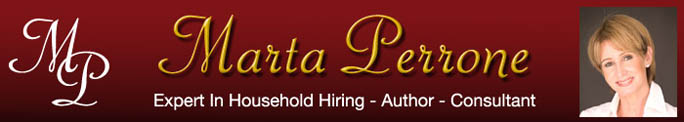 MP
Marta Perrone
Expert In Household Hiring - Author - Consultant